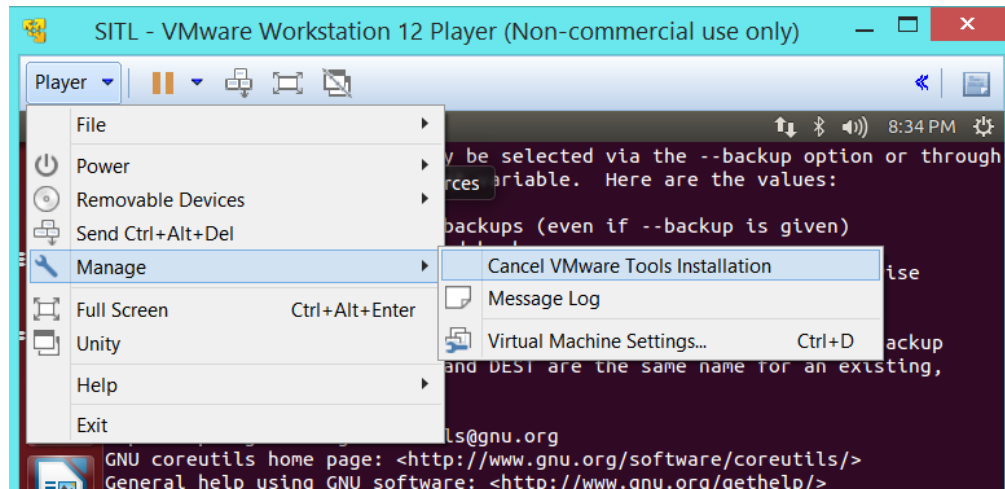 SITL - VMware Workstation 12 Player (Non-commercial use only)
Player
8:34 PM
File
Power
Removable Devices
Send Ctrl+Alt+Del
Manage
Full Screen Ctrl+Alt+Enter
Unity
Help
Exit
Cancel VMware Tools Installation
Message Log
Virtual Machine Settings... Ctrl+D
be selected via the --backup option or through
rces
ariable. Here are the values:
backups (even if --backup is given)
ise
ackup
and DEST are the same name for an existing,
ls@gnu.org
GNU coreutils home page: <http://www.gnu.org/software/coreutils/>
General help using GNU software: <http://www.gnu.org/gethelp/>